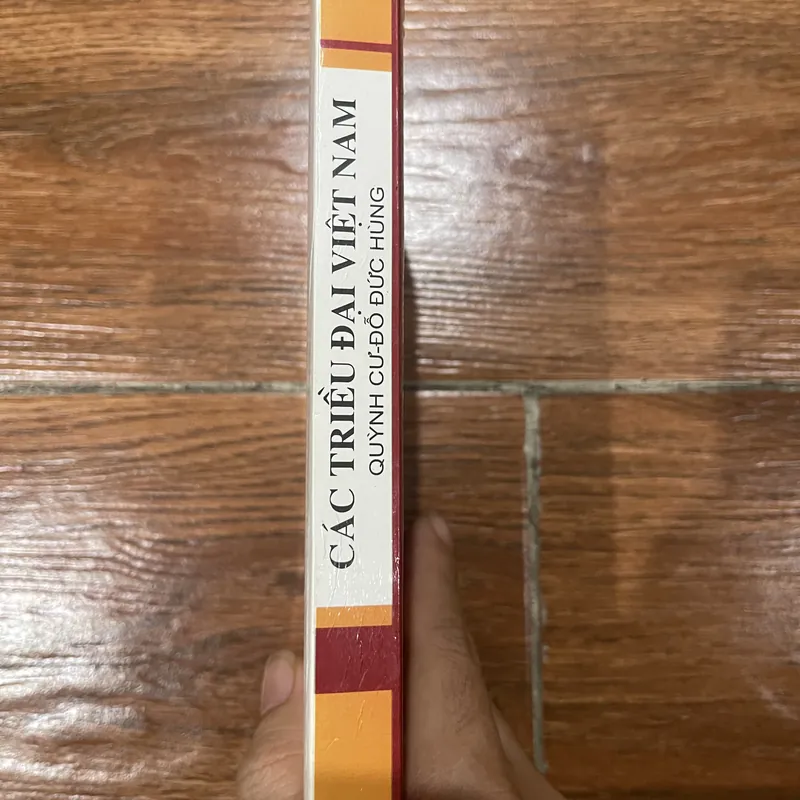 CÁC TRIỀU ĐẠI VIỆT NAM
QUỲNH CƯ-ĐỖ ĐỨC HÙNG